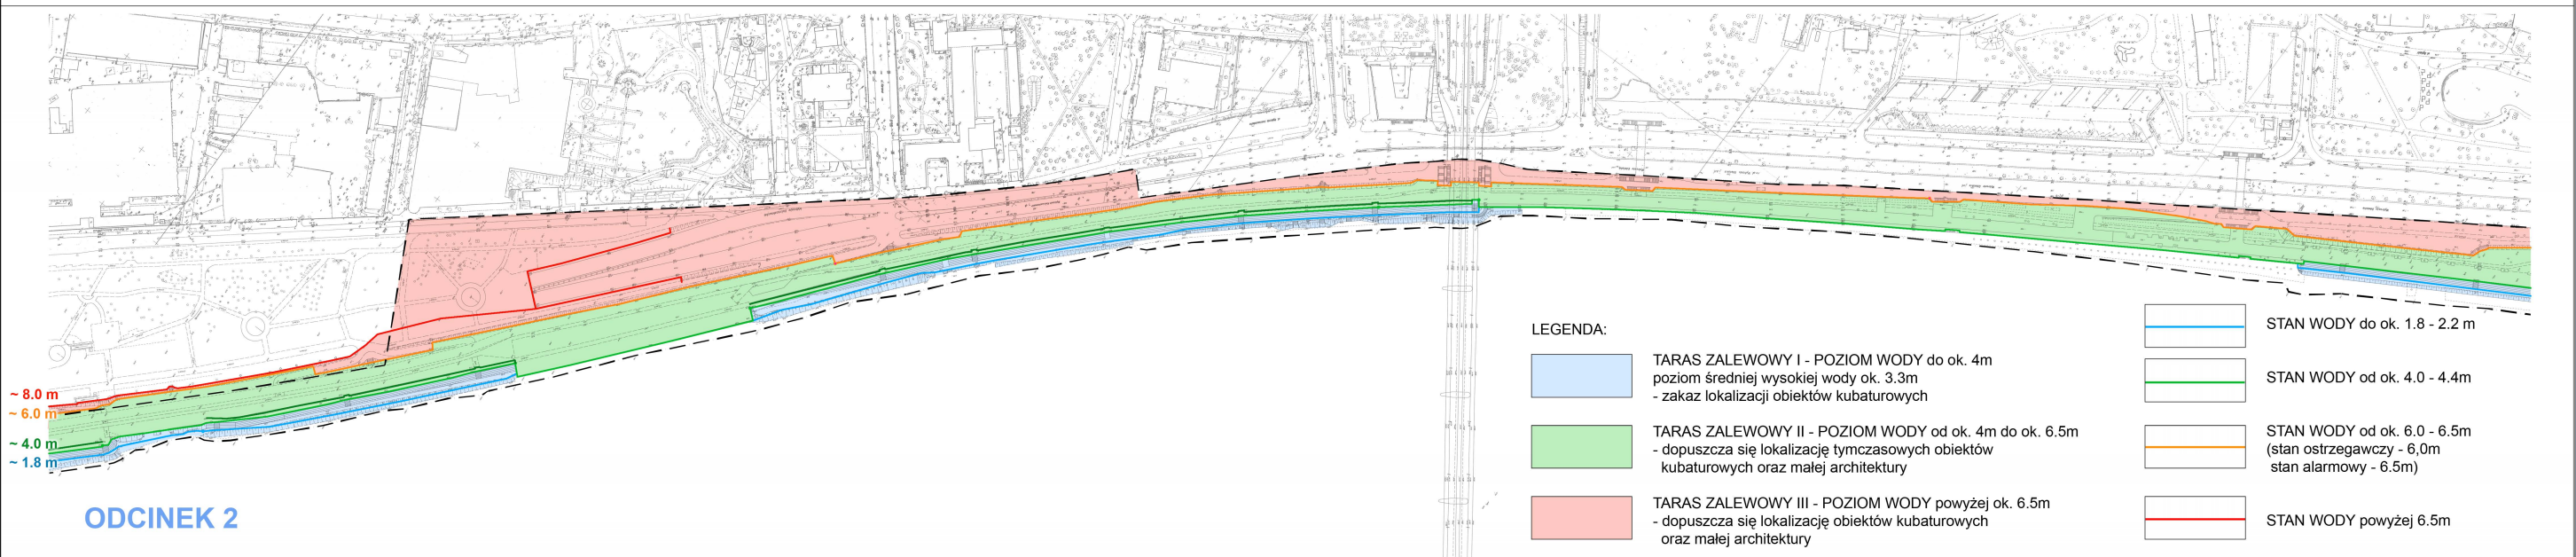 ~ 8.0 m
~ 6.0 m
~ 4.0 m
~ 1.8 m
ODCINEK 2
LEGENDA:
TARAS ZALEWOWY I - POZIOM WODY do ok. 4m
poziom średniej wysokiej wody ok. 3.3m
- zakaz lokalizacji obiektów kubaturowych
TARAS ZALEWOWY II - POZIOM WODY od ok. 4m do ok. 6.5m
- dopuszcza się lokalizację tymczasowych obiektów
kubaturowych oraz małej architektury
TARAS ZALEWOWY III - POZIOM WODY powyżej ok. 6.5m
- dopuszcza się lokalizację obiektów kubaturowych
oraz małej architektury
STAN WODY do ok. 1.8 - 2.2 m
STAN WODY od ok. 4.0 - 4.4m
STAN WODY od ok. 6.0 - 6.5m
(stan ostrzegawczy - 6,0m
stan alarmowy - 6.5m)
STAN WODY powyżej 6.5m